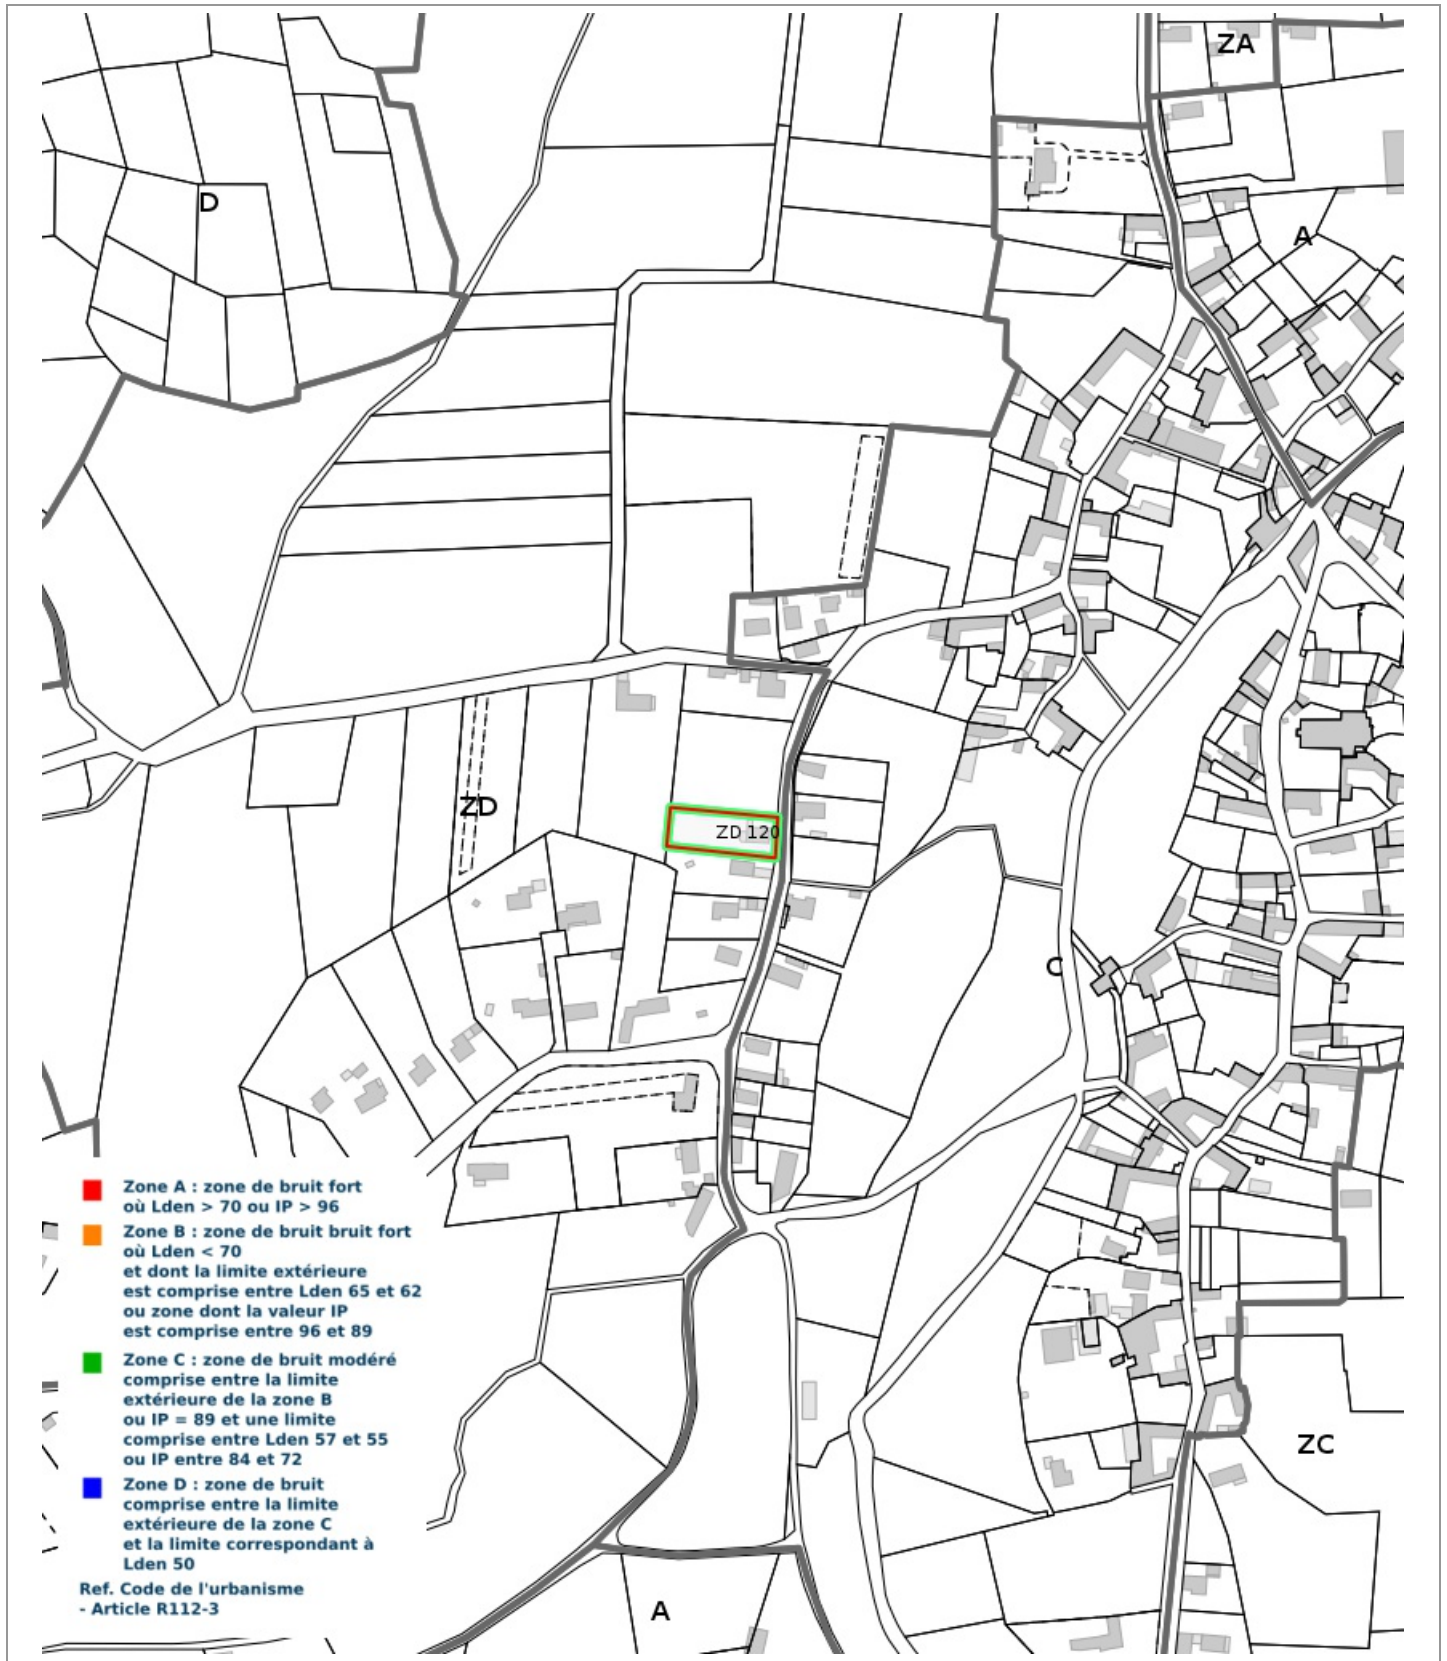 ZA
D
A
ZD
ZD 120
C
Zone A : zone de bruit fort
où Lden > 70 ou IP > 96
Zone B : zone de bruit bruit fort
où Lden < 70
et dont la limite extérieure
est comprise entre Lden 65 et 62
ou zone dont la valeur IP
est comprise entre 96 et 89
Zone C : zone de bruit modéré
comprise entre la limite
extérieure de la zone B
ou IP = 89 et une limite
comprise entre Lden 57 et 55
ou IP entre 84 et 72
Zone D : zone de bruit
comprise entre la limite
extérieure de la zone C
et la limite correspondant à
Lden 50
Ref. Code de l'urbanisme
- Article R112-3
ZC
A